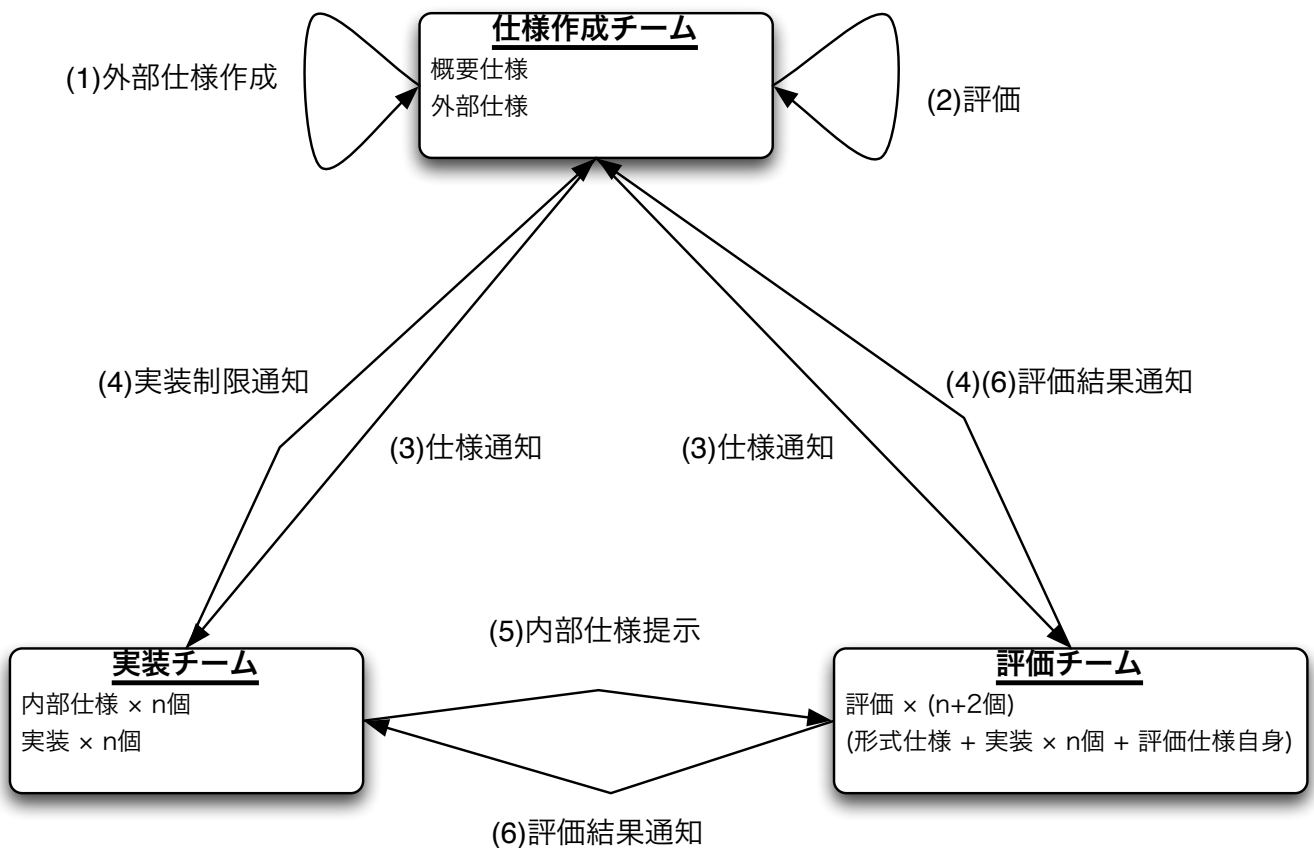 仕様作成チーム
概要仕様
外部仕様
(1)外部仕様作成
(2)評価
(4)実装制限通知
(4)(6)評価結果通知
(3)仕様通知
(3)仕様通知
(5)内部仕様提示
実装チーム
内部仕様 × n個
実装 × n個
評価チーム
評価 × (n+2個)
(形式仕様 + 実装 × n個 + 評価仕様自身)
(6)評価結果通知